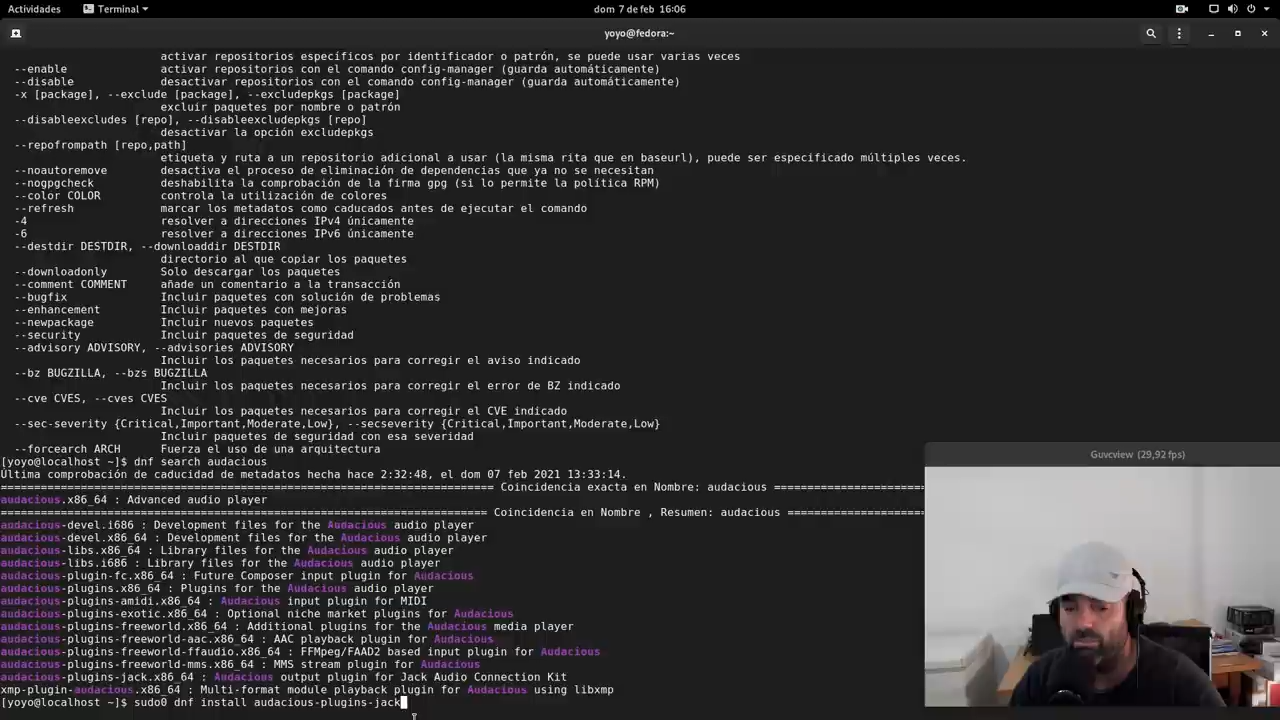 Actividades Terminal dom 7 de feb 16:06
yoyo@fedora:~
activar repositorios específicos por identificador o patrón, se puede usar varias veces
--enable activar repositorios con el comando config-manager (guarda automáticamente)
--disable desactivar repositorios con el comando config-manager (guarda automáticamente)
-x [package], --exclude [package], --excludepkgs [package]
excluir paquetes por nombre o patrón
--disableexcludes [repo], --disableexcludepkgs [repo]
desactivar la opción excludepkgs
--repofrompath [repo,path]
etiqueta y ruta a un repositorio adicional a usar (la misma rita que en baseurl), puede ser especificado múltiples veces.
--noautoremove desactiva el proceso de eliminación de dependencias que ya no se necesitan
--nogpgcheck deshabilita la comprobación de la firma gpg (si lo permite la política RPM)
--color COLOR controla la utilización de colores
--refresh marcar los metadatos como caducados antes de ejecutar el comando
-4 resolver a direcciones IPv4 únicamente
-6 resolver a direcciones IPv6 únicamente
--destdir DESTDIR, --downloaddir DESTDIR
directorio al que copiar los paquetes
--downloadonly Solo descargar los paquetes
--comment COMMENT añade un comentario a la transacción
--bugfix Incluir paquetes con solución de problemas
--enhancement Incluir paquetes con mejoras
--newpackage Incluir nuevos paquetes
--security Incluir paquetes de seguridad
--advisory ADVISORY, --advisories ADVISORY
Incluir los paquetes necesarios para corregir el aviso indicado
--bz BUGZILLA, --bzs BUGZILLA
Incluir los paquetes necesarios para corregir el error de BZ indicado
--cve CVES, --cves CVES
Incluir los paquetes necesarios para corregir el CVE indicado
--sec-severity {Critical,Important,Moderate,Low}, --secseverity {Critical,Important,Moderate,Low}
Incluir paquetes de seguridad con esa severidad
--forcearch ARCH Fuerza el uso de una arquitectura
[yoyo@localhost ~]$ dnf search audacious
Última comprobación de caducidad de metadatos hecha hace 2:32:48, el dom 07 feb 2021 13:33:14.
========================================================================== Coincidencia exacta en Nombre: audacious =======================
audacious.x86_64 : Advanced audio player
========================================================================= Coincidencia en Nombre , Resumen: audacious =====================
audacious-devel.i686 : Development files for the Audacious audio player
audacious-devel.x86_64 : Development files for the Audacious audio player
audacious-libs.x86_64 : Library files for the Audacious audio player
audacious-libs.i686 : Library files for the Audacious audio player
audacious-plugin-fc.x86_64 : Future Composer input plugin for Audacious
audacious-plugins.x86_64 : Plugins for the Audacious audio player
audacious-plugins-amidi.x86_64 : Audacious input plugin for MIDI
audacious-plugins-exotic.x86_64 : Optional niche market plugins for Audacious
audacious-plugins-freeworld.x86_64 : Additional plugins for the Audacious media player
audacious-plugins-freeworld-aac.x86_64 : AAC playback plugin for Audacious
audacious-plugins-freeworld-ffaudio.x86_64 : FFMpeg/FAAD2 based input plugin for Audacious
audacious-plugins-freeworld-mms.x86_64 : MMS stream plugin for Audacious
audacious-plugins-jack.x86_64 : Audacious output plugin for Jack Audio Connection Kit
xmp-plugin-audacious.x86_64 : Multi-format module playback plugin for Audacious using libxmp
[yoyo@localhost ~]$ sudo0 dnf install audacious-plugins-jack
Guvcview (29,92 fps)